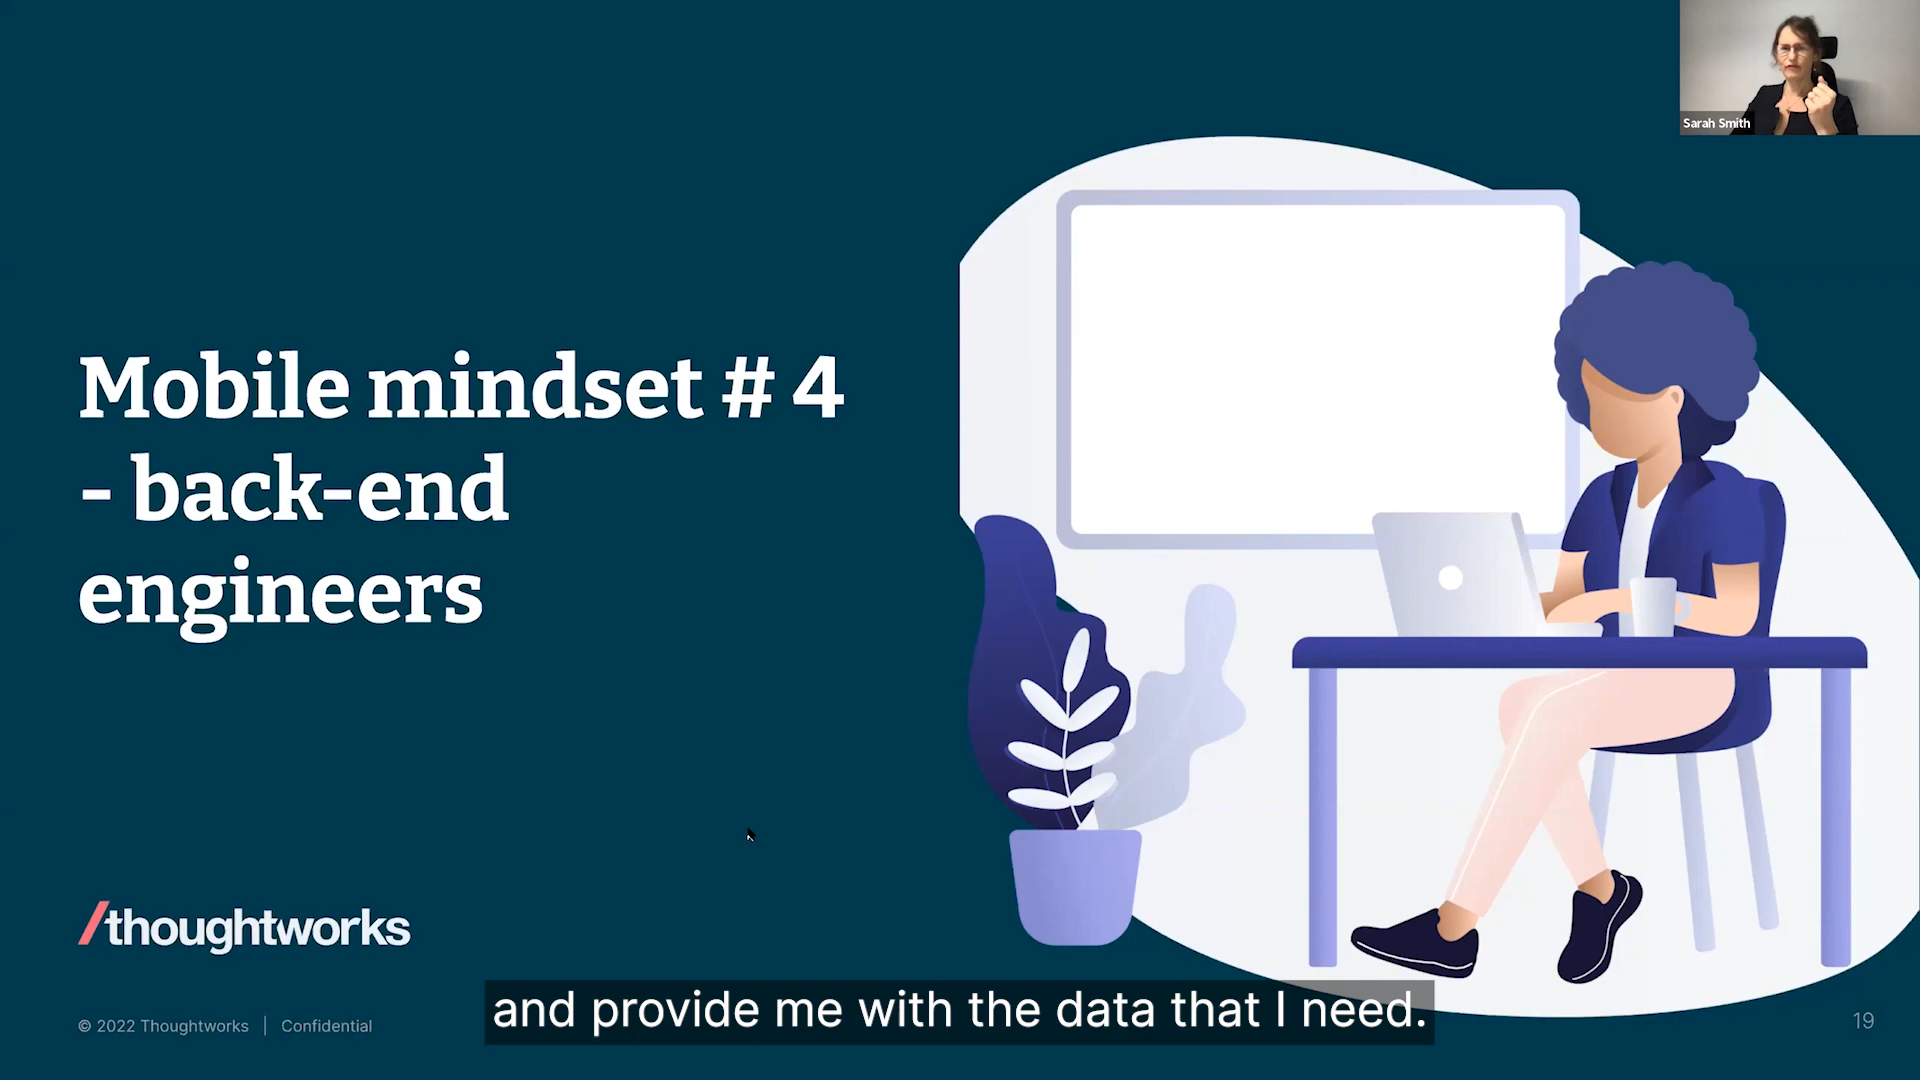 Sarah Smith
Mobile mindset # 4
- back-end
engineers
/thoughtworks
© 2022 Thoughtworks | Confidential
and provide me with the data that I need.
19